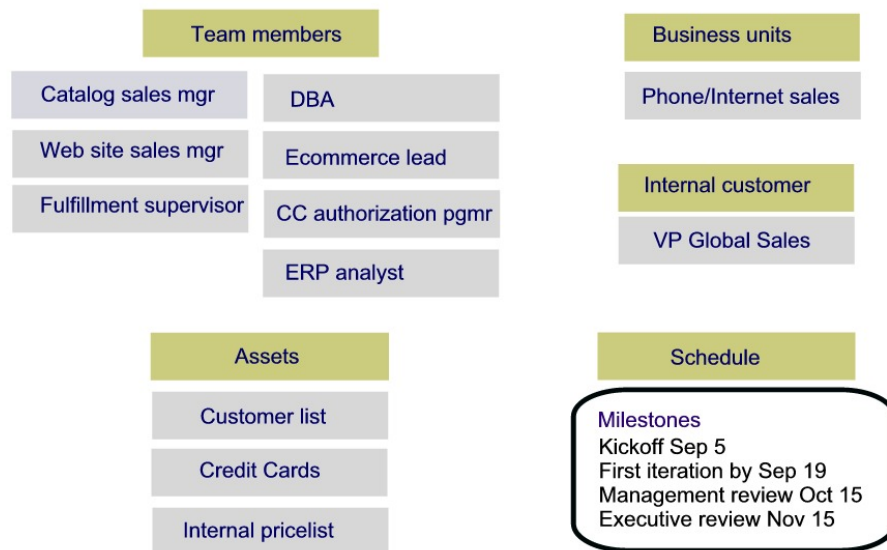 Team members
Catalog sales mgr
Web site sales mgr
Fulfillment supervisor
DBA
Ecommerce lead
CC authorization pgmr
ERP analyst
Business units
Phone/Internet sales
Internal customer
VP Global Sales
Assets
Customer list
Credit Cards
Internal pricelist
Schedule
Milestones
Kickoff Sep 5
First iteration by Sep 19
Management review Oct 15
Executive review Nov 15